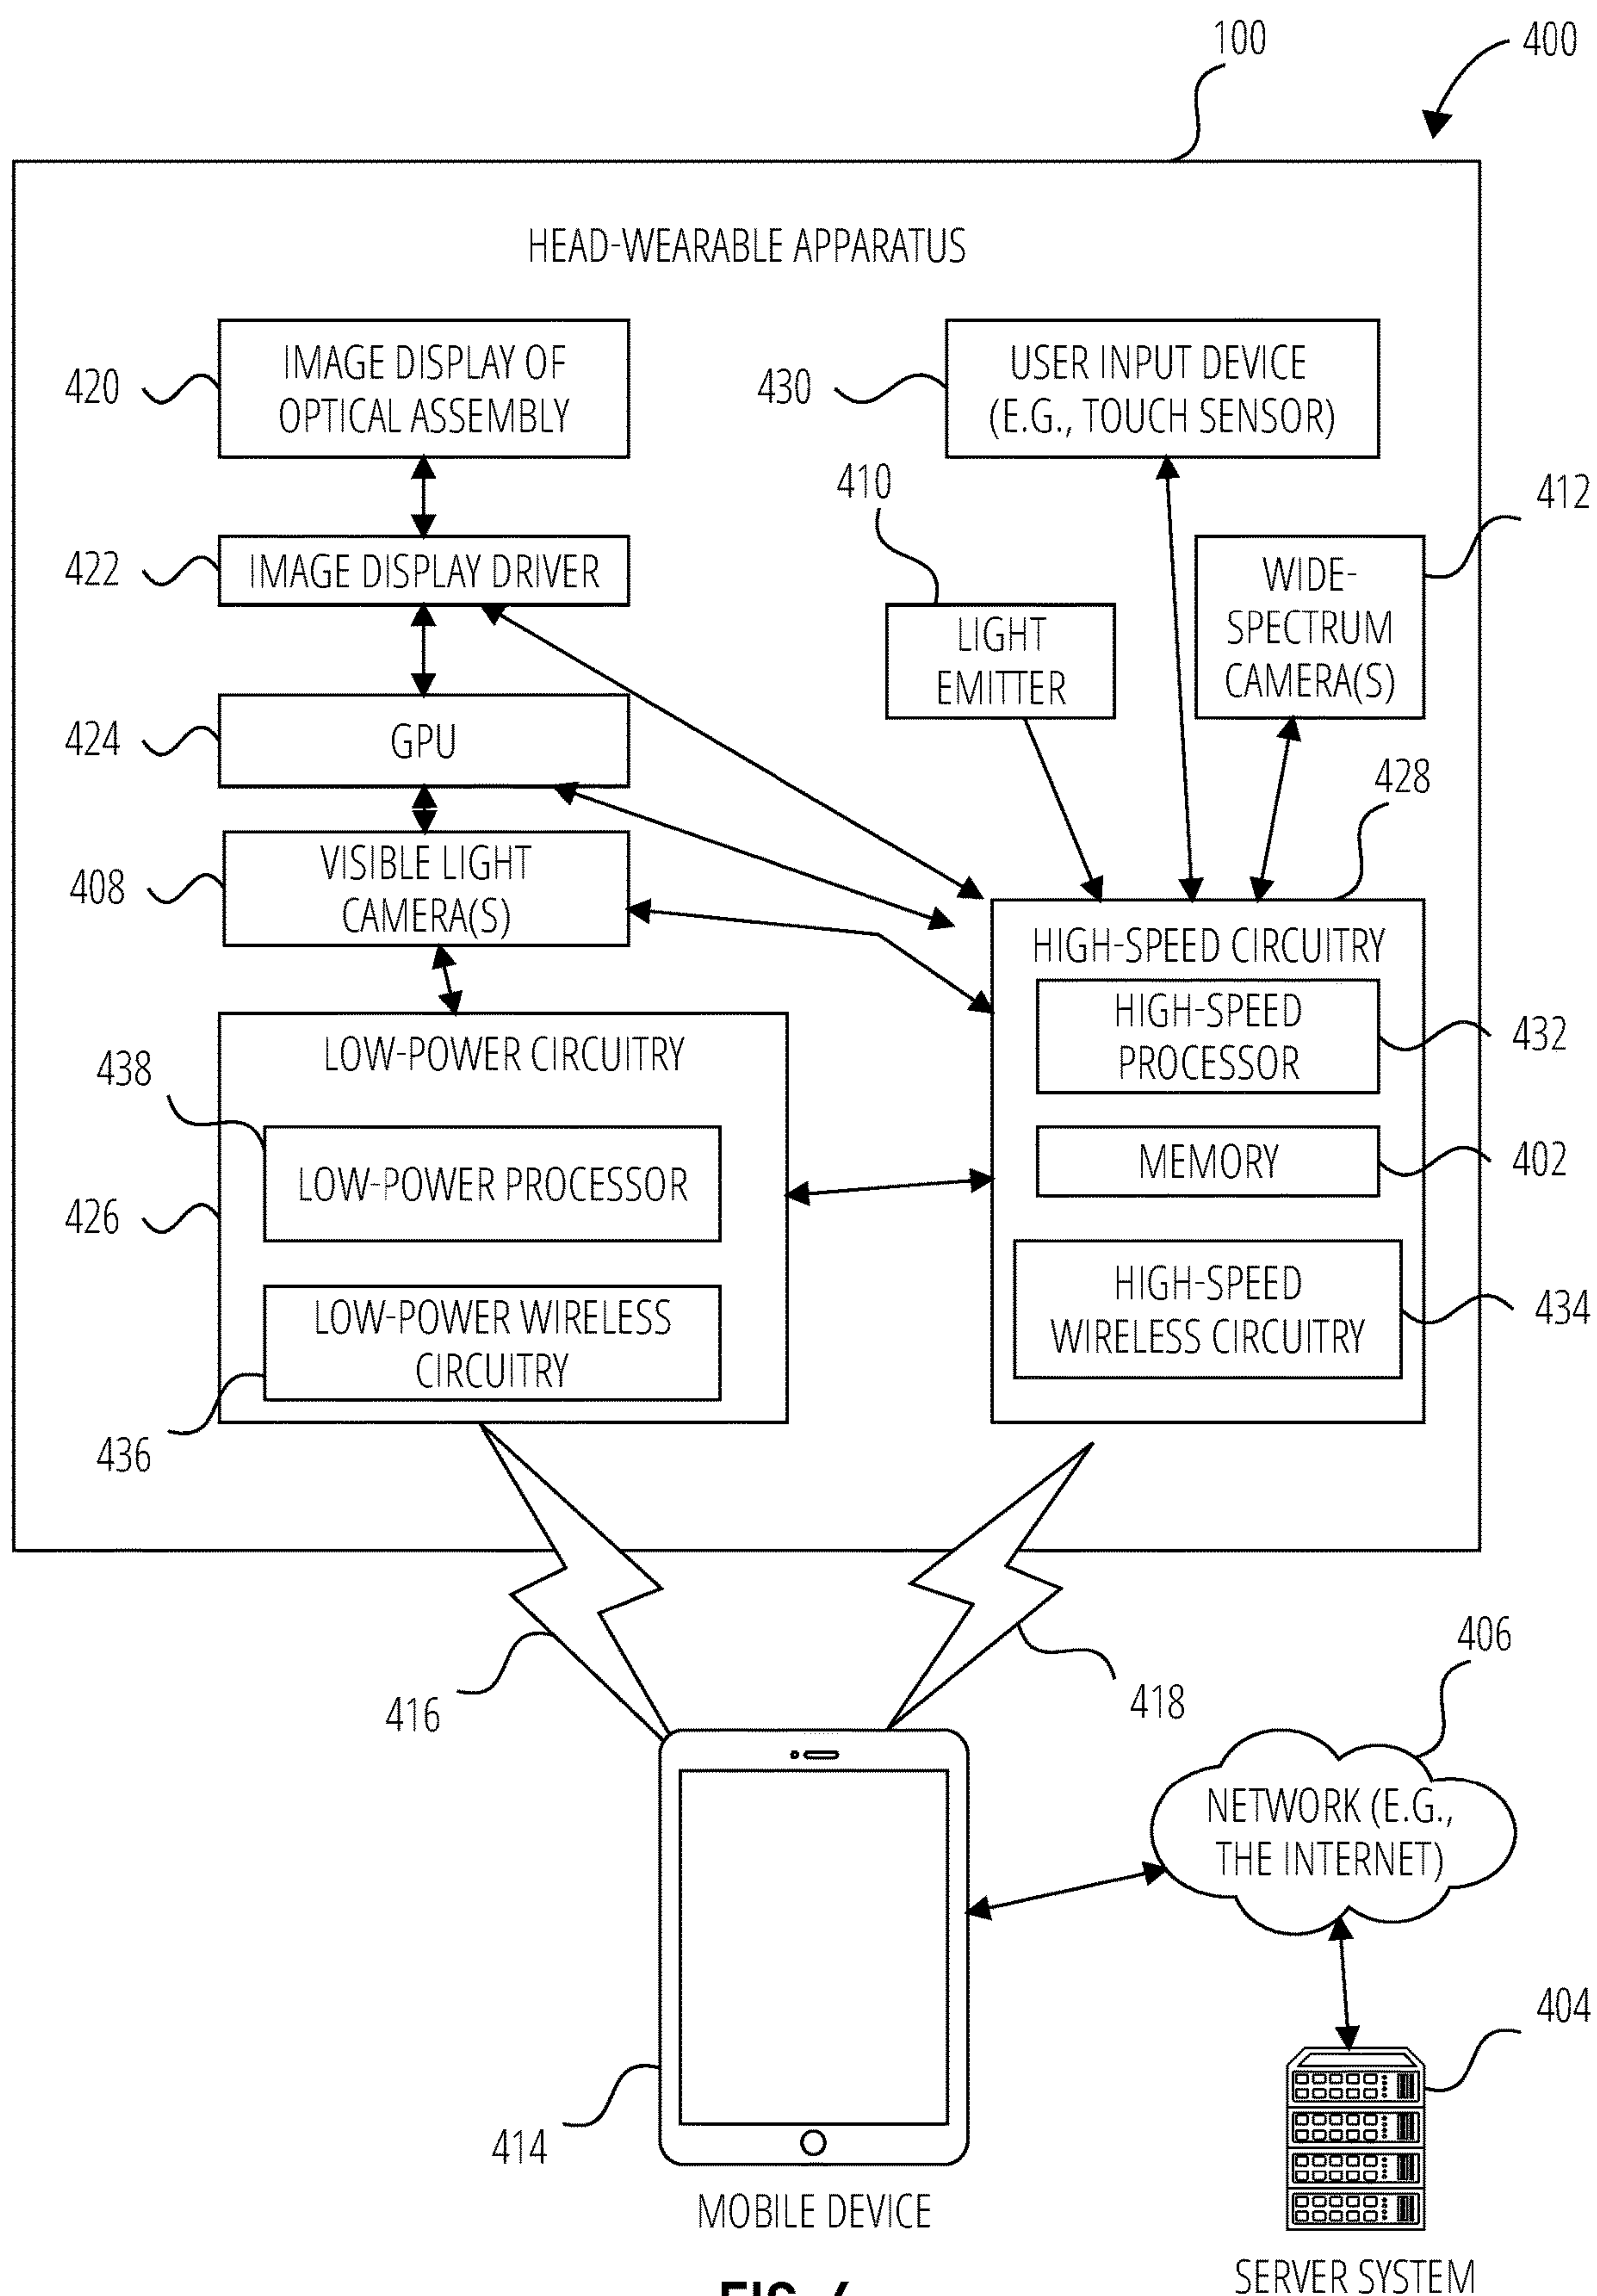 100
400
HEAD-WEARABLE APPARATUS
420
IMAGE DISPLAY OF
OPTICAL ASSEMBLY
430
USER INPUT DEVICE
(E.G., TOUCH SENSOR)
410
412
422
IMAGE DISPLAY DRIVER
LIGHT
EMITTER
WIDE-
SPECTRUM
CAMERA(S)
424
GPU
428
408
VISIBLE LIGHT
CAMERA(S)
HIGH-SPEED CIRCUITRY
HIGH-SPEED
PROCESSOR
432
438
LOW-POWER CIRCUITRY
MEMORY
402
LOW-POWER PROCESSOR
426
HIGH-SPEED
WIRELESS CIRCUITRY
434
LOW-POWER WIRELESS
CIRCUITRY
436
416
418
406
NETWORK (E.G.,
THE INTERNET)
404
414
MOBILE DEVICE
SERVER SYSTEM